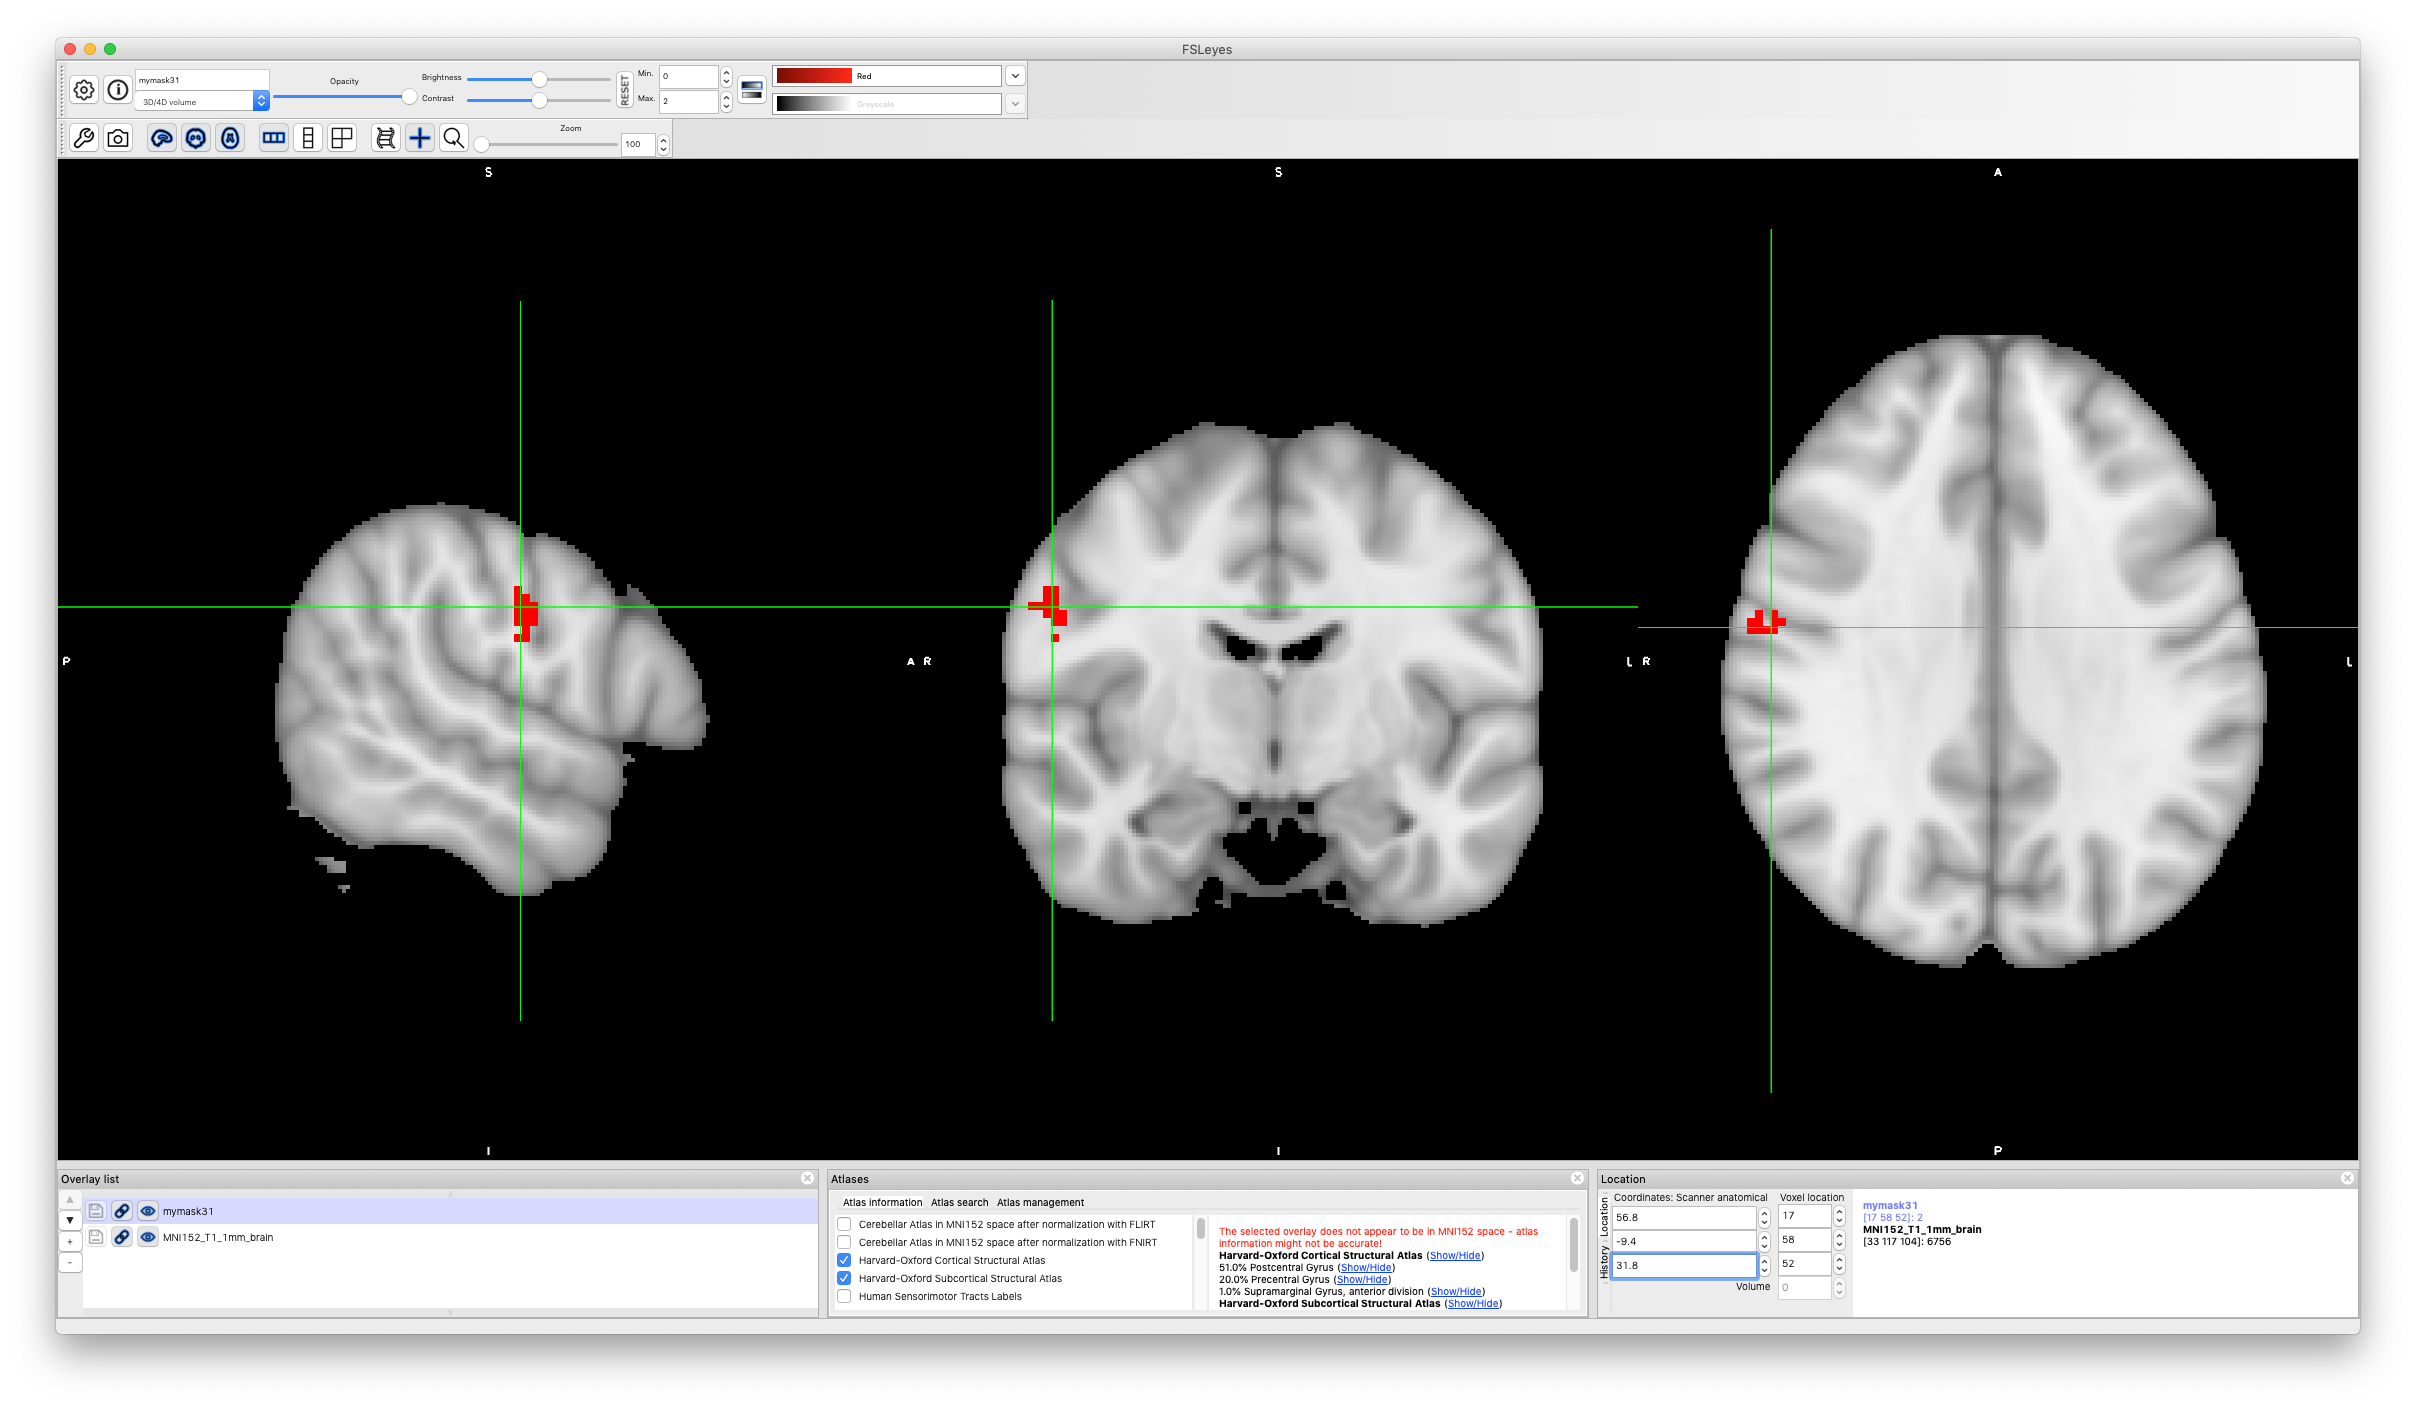 FSLeyes
mymask31
3D/4D volume
Opacity
Brightness
Contrast
RESET
Min. 0
Max. 2
Red
Greyscale
Zoom
100
S
S
A
P
A R
L R
L
I
I
P
Overlay list
mymask31
MNI152_T1_1mm_brain
Atlases
Atlas information Atlas search Atlas management
Cerebellar Atlas in MNI152 space after normalization with FLIRT
Cerebellar Atlas in MNI152 space after normalization with FNIRT
Harvard-Oxford Cortical Structural Atlas
Harvard-Oxford Subcortical Structural Atlas
Human Sensorimotor Tracts Labels
The selected overlay does not appear to be in MNI152 space - atlas
information might not be accurate!
Harvard-Oxford Cortical Structural Atlas (Show/Hide)
51.0% Postcentral Gyrus (Show/Hide)
20.0% Precentral Gyrus (Show/Hide)
1.0% Supramarginal Gyrus, anterior division (Show/Hide)
Harvard-Oxford Subcortical Structural Atlas (Show/Hide)
Location
Location
History
Coordinates: Scanner anatomical Voxel location
56.8 17
-9.4 58
31.8 52
Volume 0
mymask31
[17 58 52]: 2
MNI152_T1_1mm_brain
[33 117 104]: 6756